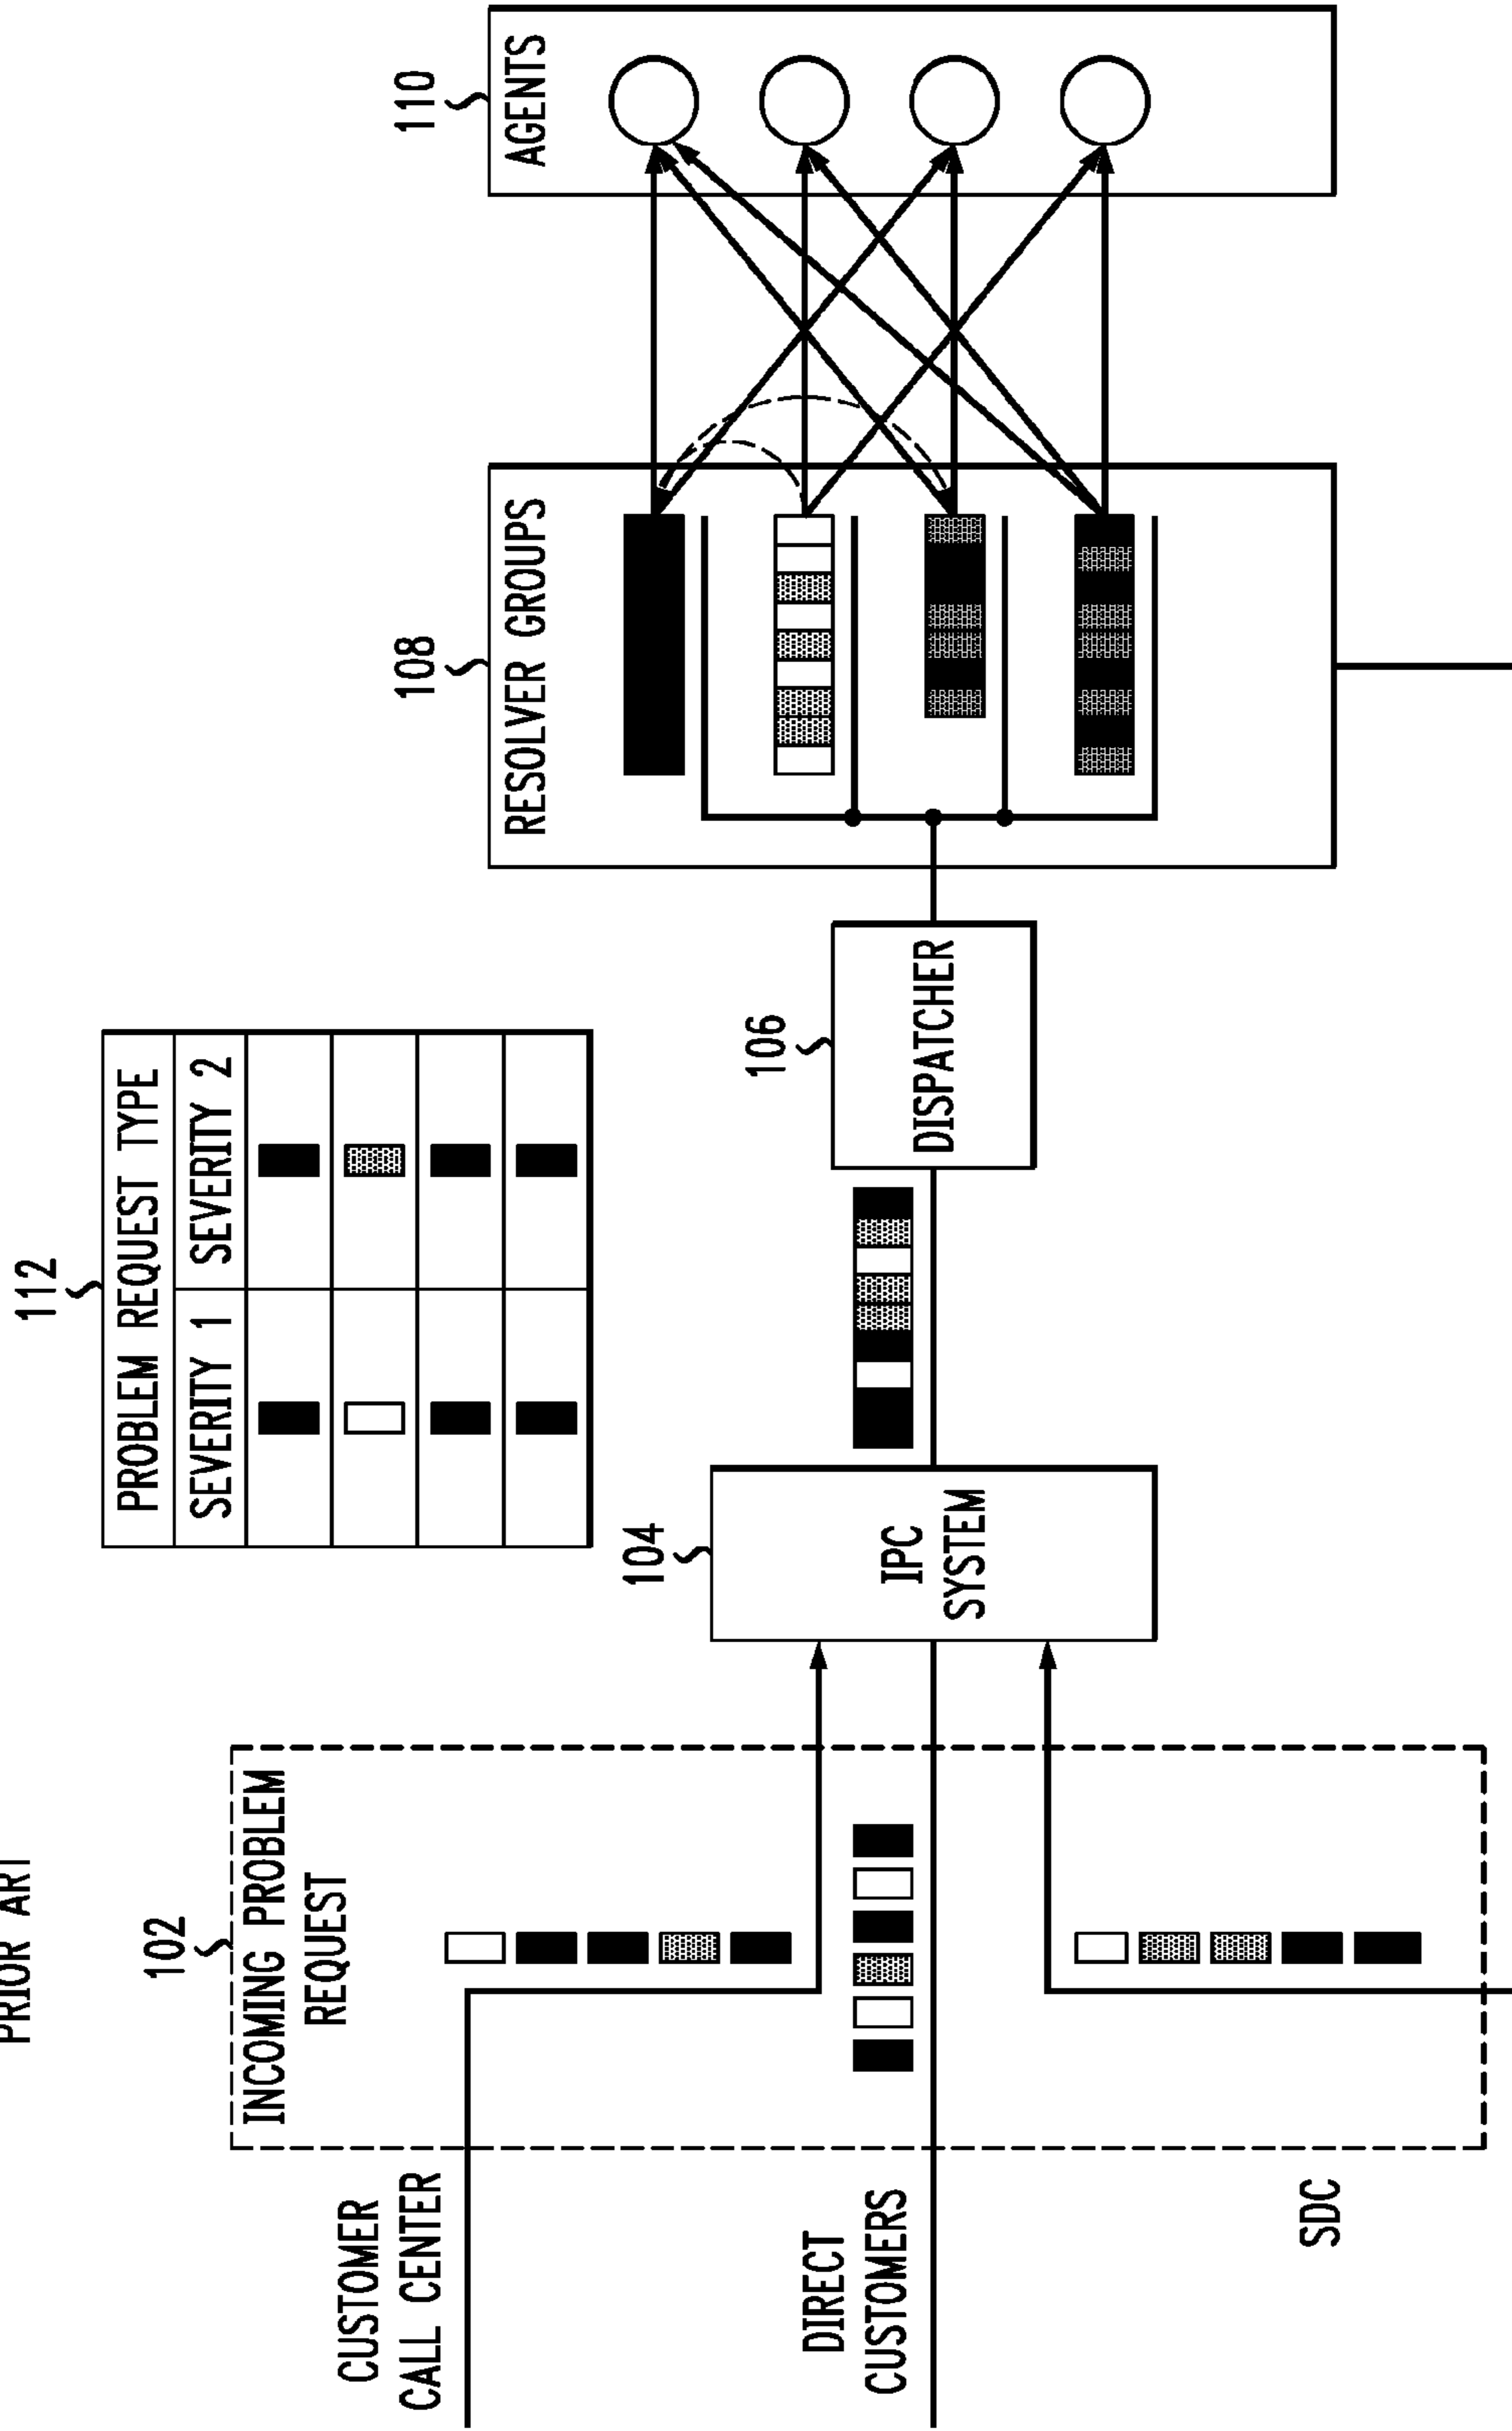 PRIOR ART
112
PROBLEM REQUEST TYPE
SEVERITY 1 SEVERITY 2
102
INCOMING PROBLEM
REQUEST
CUSTOMER
CALL CENTER
DIRECT
CUSTOMERS
SDC
104
IPC
SYSTEM
106
DISPATCHER
108
RESOLVER GROUPS
110
AGENTS